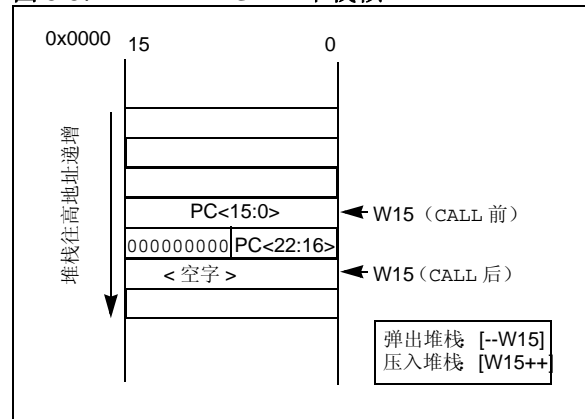 0x0000 15 0
堆栈往高地址递增
PC<15:0>
W15（CALL 前）
000000000 PC<22:16>
< 空字 >
W15（CALL 后）
弹出堆栈: [--W15]
压入堆栈: [W15++]